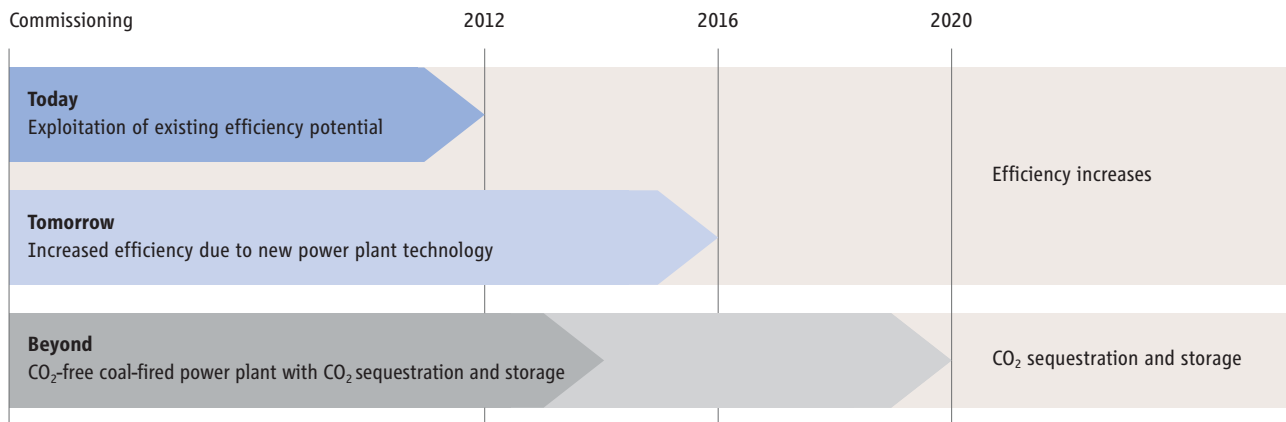 Commissioning 2012 2016 2020
Today
Exploitation of existing efficiency potential
Efficiency increases
Tomorrow
Increased efficiency due to new power plant technology
Beyond
CO₂-free coal-fired power plant with CO₂ sequestration and storage
CO₂ sequestration and storage